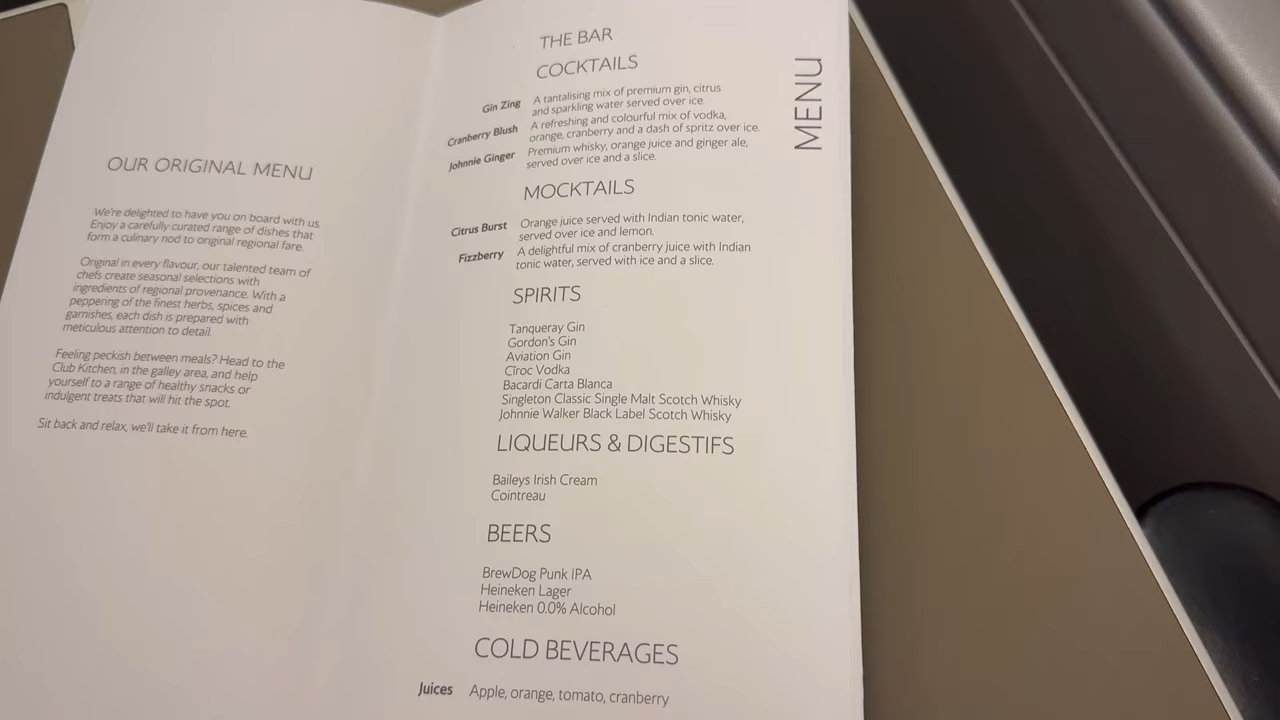 OUR ORIGINAL MENU
We're delighted to have you on board with us.
Enjoy a carefully curated range of dishes that
form a culinary nod to original regional fare.
Original in every flavour, our talented team of
chefs create seasonal selections with
ingredients of regional provenance. With a
peppering of the finest herbs, spices and
garnishes, each dish is prepared with
meticulous attention to detail.
Feeling peckish between meals? Head to the
Club Kitchen, in the galley area, and help
yourself to a range of healthy snacks or
indulgent treats that will hit the spot.
Sit back and relax, we'll take it from here.
THE BAR
COCKTAILS
Gin Zing A tantalising mix of premium gin, citrus
and sparkling water served over ice.
Cranberry Blush A refreshing and colourful mix of vodka,
orange, cranberry and a dash of spritz over ice.
Johnnie Ginger Premium whisky, orange juice and ginger ale,
served over ice and a slice.
MOCKTAILS
Citrus Burst Orange juice served with Indian tonic water,
served over ice and lemon.
Fizzberry A delightful mix of cranberry juice with Indian
tonic water, served with ice and a slice.
SPIRITS
Tanqueray Gin
Gordon's Gin
Aviation Gin
Cîroc Vodka
Bacardi Carta Blanca
Singleton Classic Single Malt Scotch Whisky
Johnnie Walker Black Label Scotch Whisky
LIQUEURS & DIGESTIFS
Baileys Irish Cream
Cointreau
BEERS
BrewDog Punk IPA
Heineken Lager
Heineken 0.0% Alcohol
COLD BEVERAGES
Juices Apple, orange, tomato, cranberry
MENU